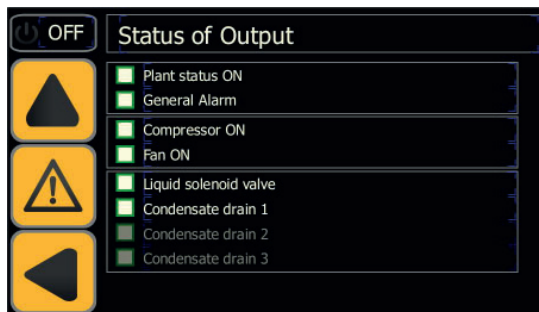 OFF
Status of Output
Plant status ON
General Alarm
Compressor ON
Fan ON
Liquid solenoid valve
Condensate drain 1
Condensate drain 2
Condensate drain 3